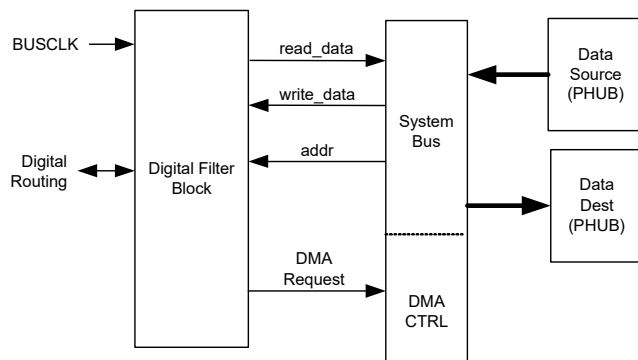 BUSCLK
Digital
Routing
Digital Filter
Block
read_data
write_data
addr
DMA
Request
System
Bus
DMA
CTRL
Data
Source
(PHUB)
Data
Dest
(PHUB)